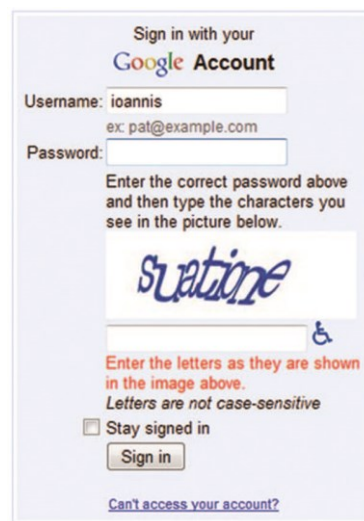 Sign in with your
Google Account
Username: ioannis
ex: pat@example.com
Password:
Enter the correct password above
and then type the characters you
see in the picture below.
suatione
Enter the letters as they are shown
in the image above.
Letters are not case-sensitive
Stay signed in
Sign in
Can't access your account?